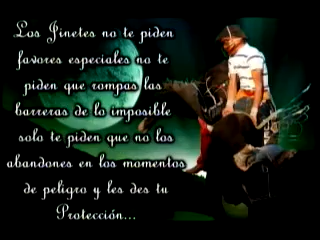 Los Jinetes no te piden
favores especiales no te
piden que rompas las
barreras de lo imposible
solo te piden que no los
abandones en los momentos
de peligro y les des tu
Protección...